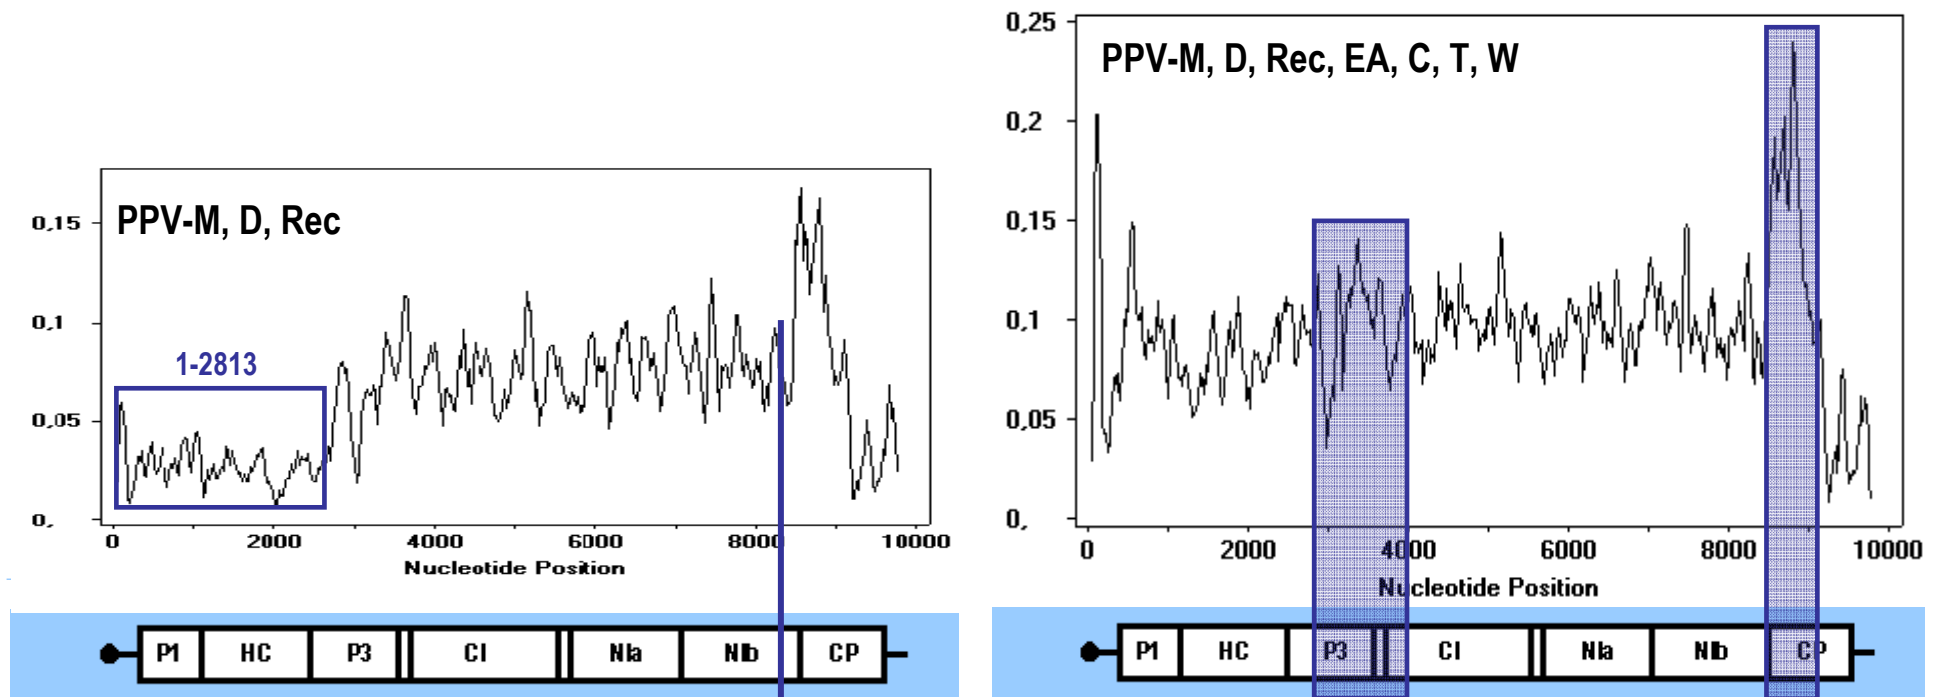 PPV-M, D, Rec
0,15
0,1
0,05
0,
1-2813
0 2000 4000 6000 8000 10000
Nucleotide Position
P1 HC P3 CI NIa NIb CP
PPV-M, D, Rec, EA, C, T, W
0,25
0,2
0,15
0,1
0,05
0,
0 2000 4000 6000 8000 10000
Nucleotide Position
P1 HC P3 CI NIa NIb CP